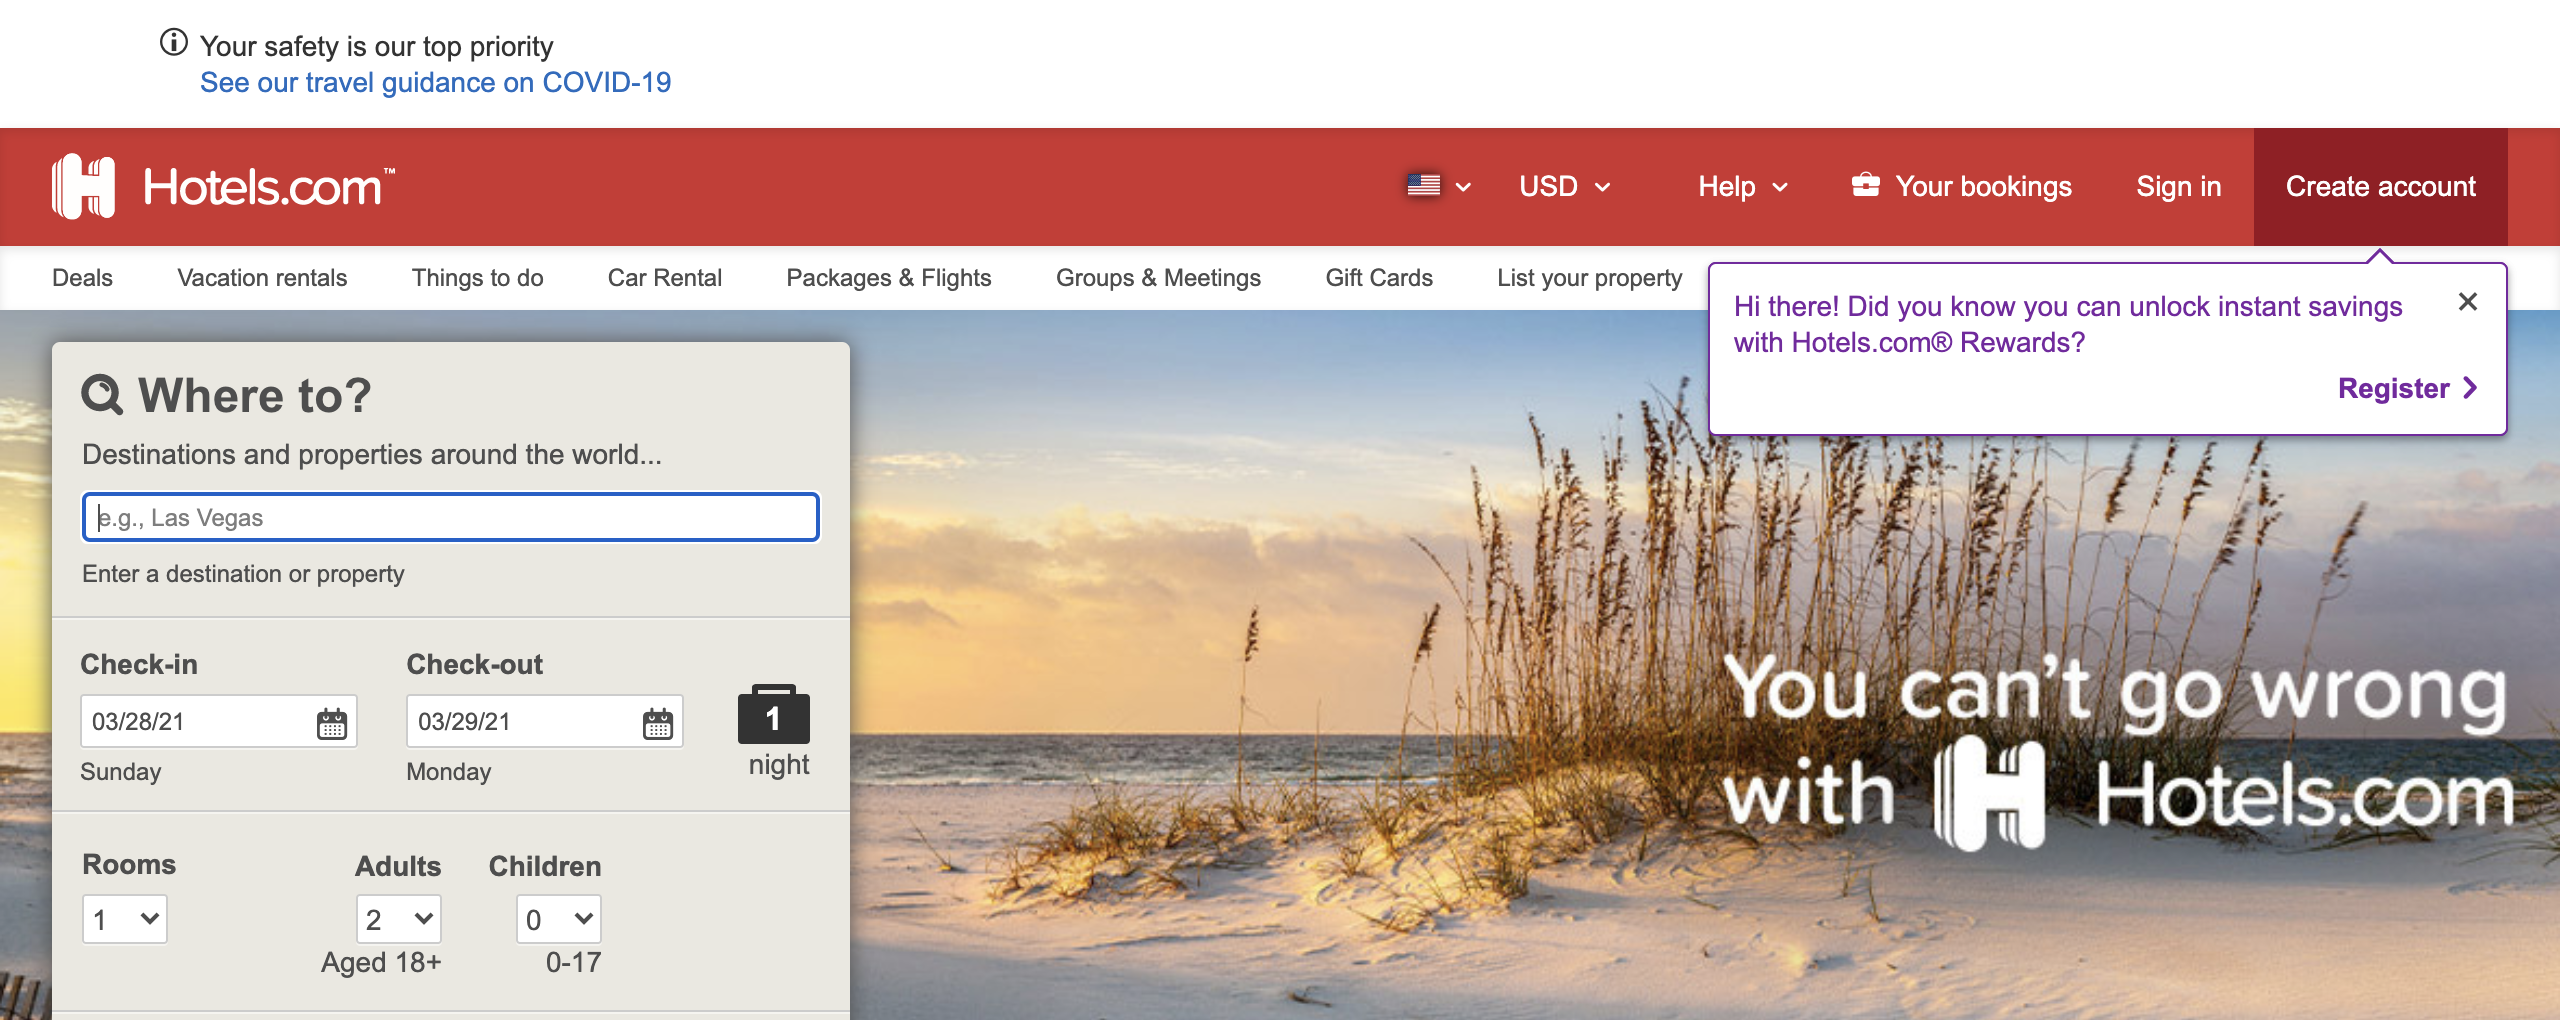 Your safety is our top priority
See our travel guidance on COVID-19
Hotels.com™
USD
Help
Your bookings
Sign in
Create account
Deals
Vacation rentals
Things to do
Car Rental
Packages & Flights
Groups & Meetings
Gift Cards
List your property
Hi there! Did you know you can unlock instant savings
with Hotels.com® Rewards?
Register
Where to?
Destinations and properties around the world...
e.g., Las Vegas
Enter a destination or property
Check-in
Check-out
03/28/21
03/29/21
1
night
Sunday
Monday
Rooms
Adults
Children
1
2
0
Aged 18+
0-17
You can't go wrong
with Hotels.com